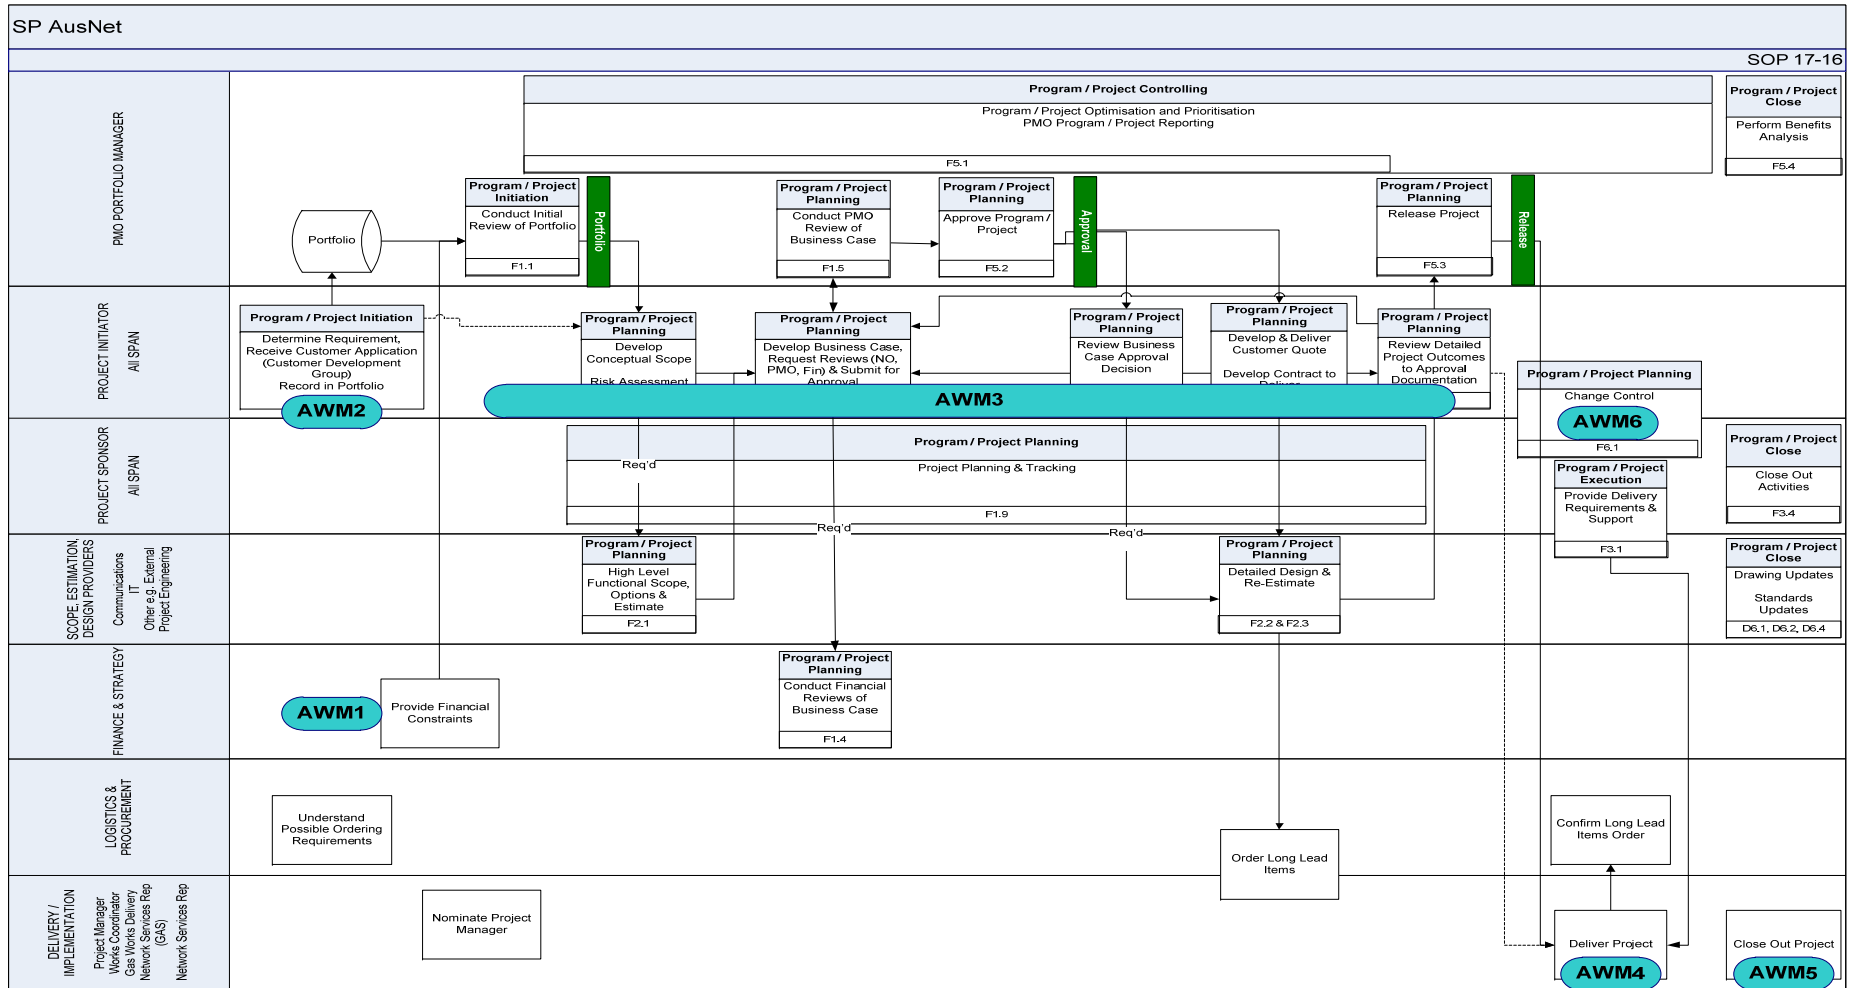 SP AusNet
SOP 17-16
PMO PORTFOLIO MANAGER
Program / Project Controlling
Program / Project Optimisation and Prioritisation
PMO Program / Project Reporting
F5.1
Program / Project
Close
Perform Benefits
Analysis
F5.4
Portfolio
Program / Project
Initiation
Conduct Initial
Review of Portfolio
F1.1
Portfolio
Program / Project
Planning
Conduct PMO
Review of
Business Case
F1.5
Program / Project
Planning
Approve Program /
Project
F5.2
Approval
Program / Project
Planning
Release Project
F5.3
Release
PROJECT INITIATOR
All SPAN
Program / Project Initiation
Determine Requirement,
Receive Customer Application
(Customer Development
Group)
Record in Portfolio
AWM2
Program / Project
Planning
Develop
Conceptual Scope
Risk Assessment
Program / Project
Planning
Develop Business Case,
Request Reviews (NO,
PMO, Fin) & Submit for
Approval
Program / Project
Planning
Review Business
Case Approval
Decision
Program / Project
Planning
Develop & Deliver
Customer Quote
Develop Contract to
Deliver
Program / Project
Planning
Review Detailed
Project Outcomes
to Approval
Documentation
AWM3
Program / Project Planning
Change Control
AWM6
F6.1
PROJECT SPONSOR
All SPAN
Program / Project Planning
Project Planning & Tracking
F1.9
Req'd
Req'd
Req'd
Program / Project
Execution
Provide Delivery
Requirements &
Support
F3.1
Program / Project
Close
Close Out
Activities
F3.4
SCOPE, ESTIMATION,
DESIGN PROVIDERS
Communications
IT
Other e.g. External
Project Engineering
Program / Project
Planning
High Level
Functional Scope,
Options &
Estimate
F2.1
Program / Project
Planning
Detailed Design &
Re-Estimate
F2.2 & F2.3
Program / Project
Close
Drawing Updates
Standards
Updates
D6.1, D6.2, D6.4
FINANCE & STRATEGY
AWM1
Provide Financial
Constraints
Program / Project
Planning
Conduct Financial
Reviews of
Business Case
F1.4
LOGISTICS &
PROCUREMENT
Understand
Possible Ordering
Requirements
Order Long Lead
Items
Confirm Long Lead
Items Order
DELIVERY /
IMPLEMENTATION
Project Manager
Works Coordinator
Gas Works Delivery
Network Services Rep
(GAS)
Network Services Rep
Nominate Project
Manager
Deliver Project
AWM4
Close Out Project
AWM5